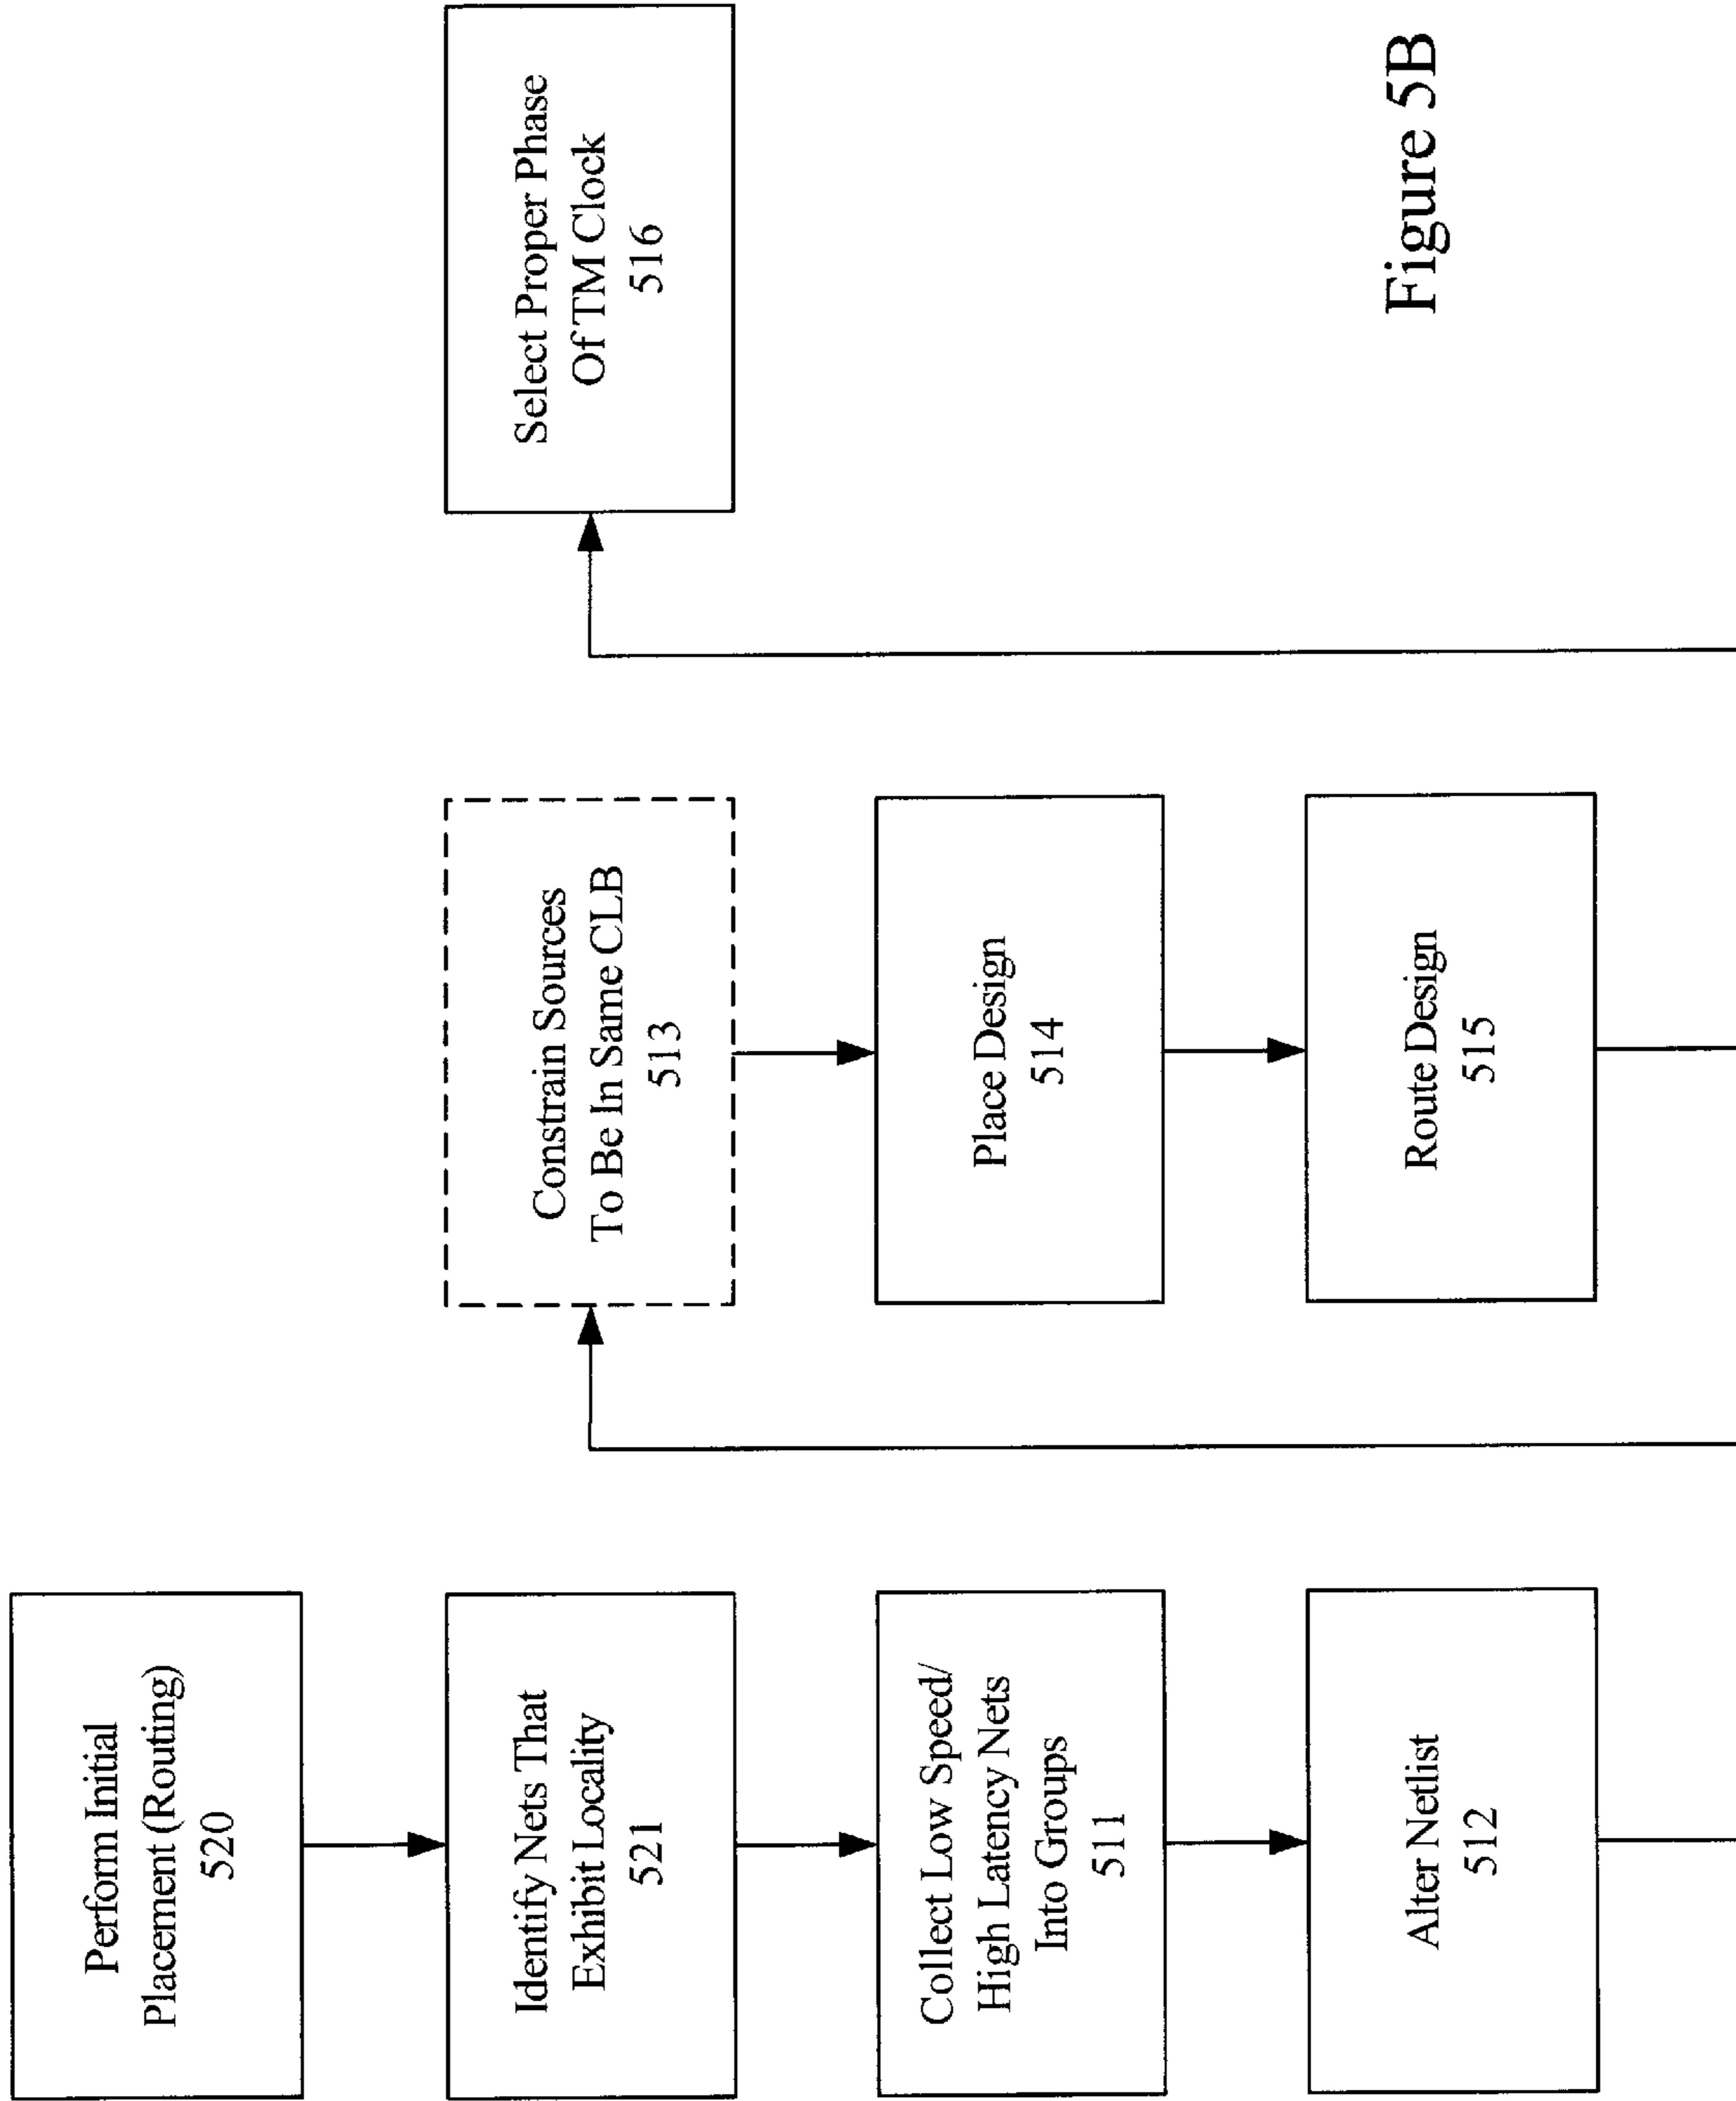 Perform Initial
Placement (Routing)
520
Identify Nets That
Exhibit Locality
521
Collect Low Speed/
High Latency Nets
Into Groups
511
Alter Netlist
512
Constrain Sources
To Be In Same CLB
513
Place Design
514
Route Design
515
Select Proper Phase
Of TM Clock
516
Figure 5B